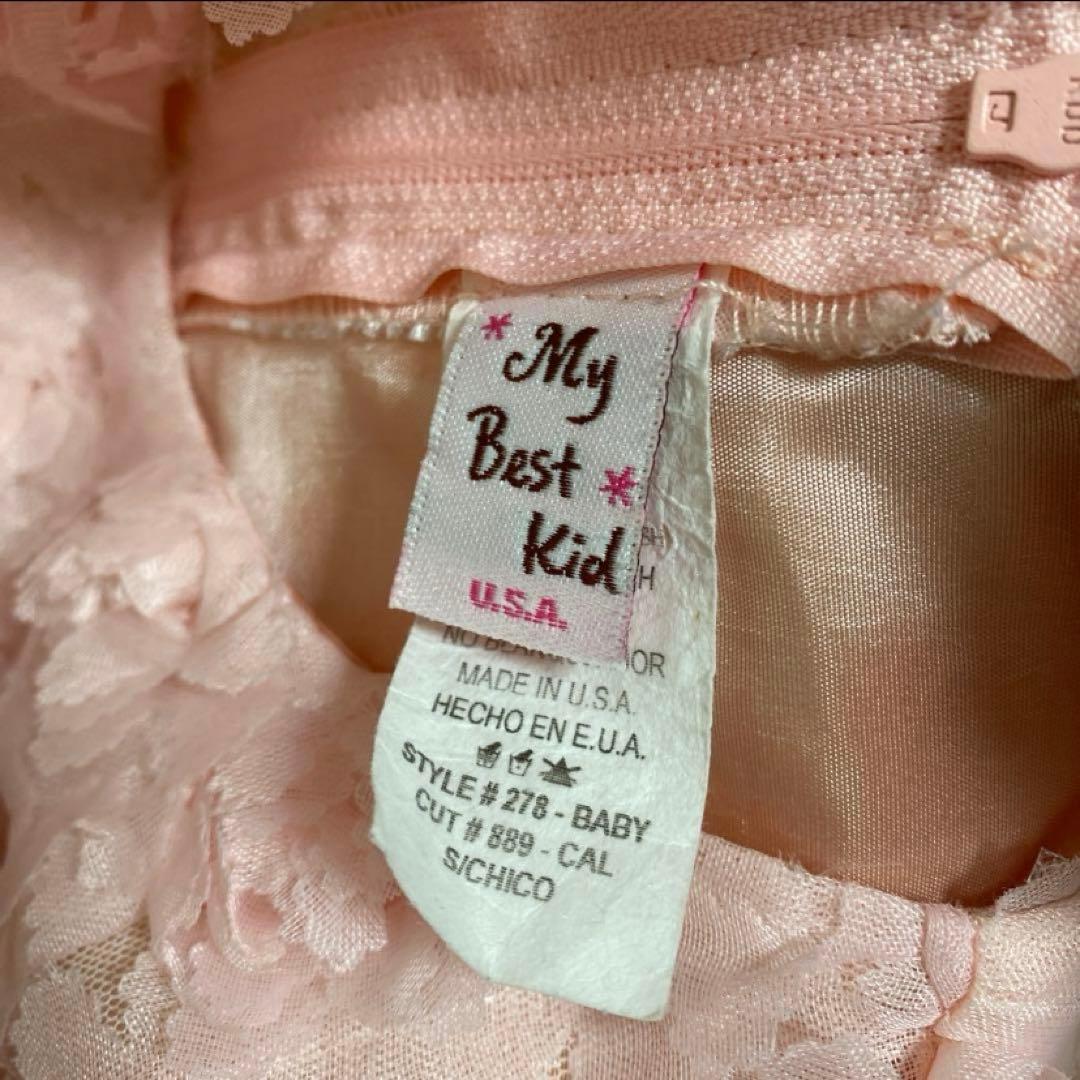 * My
Best *
Kid
U.S.A.
MADE IN U.S.A.
HECHO EN E.U.A.
STYLE # 278 - BABY
CUT # 889 - CAL
S/CHICO